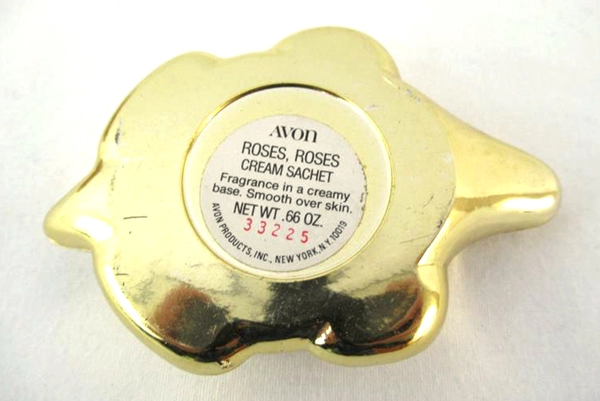 AVON
ROSES, ROSES
CREAM SACHET
Fragrance in a creamy
base. Smooth over skin.
NET WT .66 OZ.
33225
AVON PRODUCTS, INC., NEW YORK, N.Y. 10019